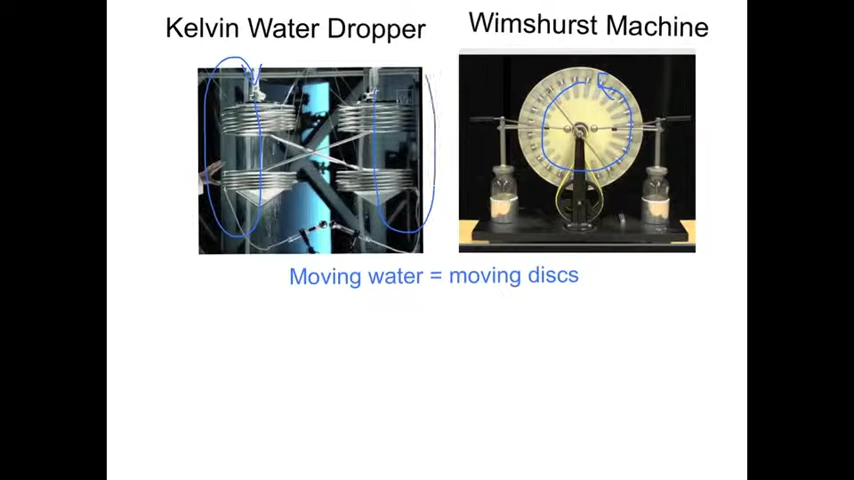 Kelvin Water Dropper
Wimshurst Machine
Moving water = moving discs